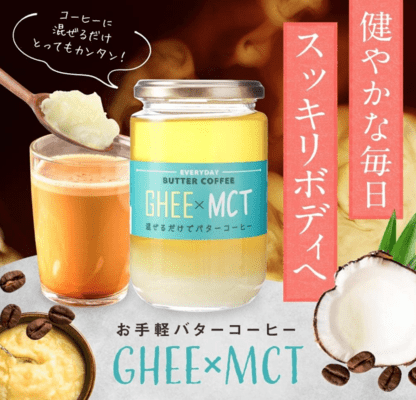 コーヒーに
混ぜるだけ
とってもカンタン！
健やかな毎日
スッキリボディへ
EVERYDAY
BUTTER COFFEE
GHEE×MCT
混ぜるだけでバターコーヒー
お手軽バターコーヒー
GHEE×MCT